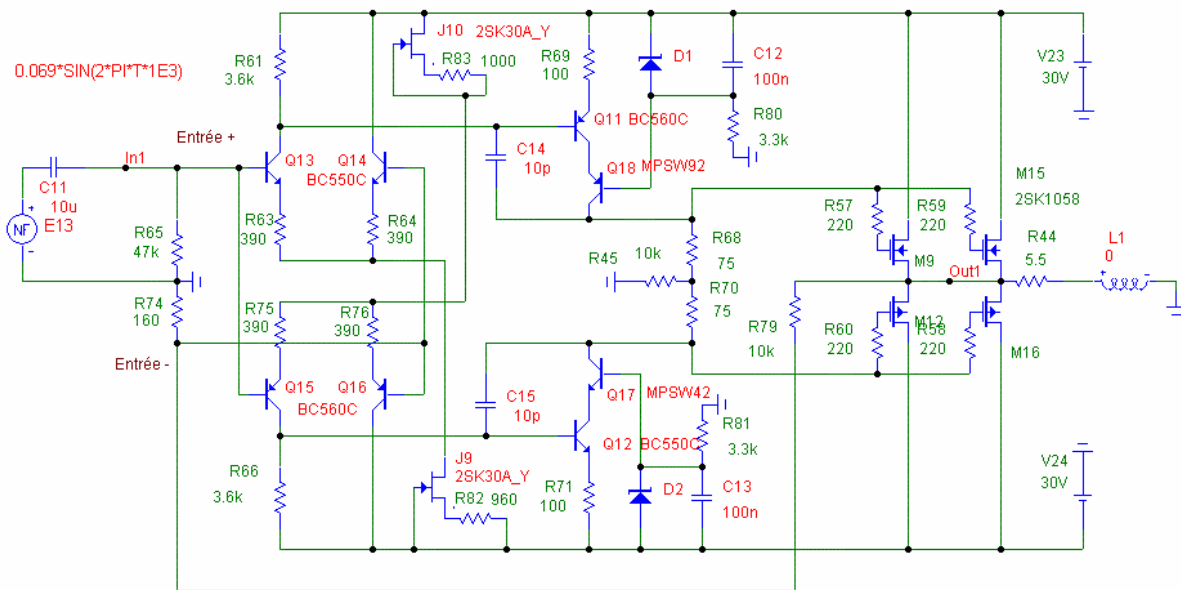 J10 2SK30A_Y
R61
3.6k
R83 1000
R69
100
D1
C12
100n
V23
30V
0.069*SIN(2*PI*T*1E3)
R80
3.3k
Entrée +
Q11 BC560C
In1
Q13
Q14
BC550C
C14
10p
Q18
MPSW92
M15
2SK1058
C11
10u
E13
NF
+
-
R63
390
R64
390
R57
220
R59
220
R65
47k
R45
10k
R68
75
R44
5.5
L1
0
+
-
M9
Out1
R74
160
R75
390
R76
390
R70
75
R79
10k
M12
R60
220
R58
220
M16
Entrée -
Q15
Q16
BC560C
C15
10p
Q17
MPSW42
R81
3.3k
Q12 BC550C
J9
2SK30A_Y
R66
3.6k
R82 960
R71
100
D2
C13
100n
V24
30V